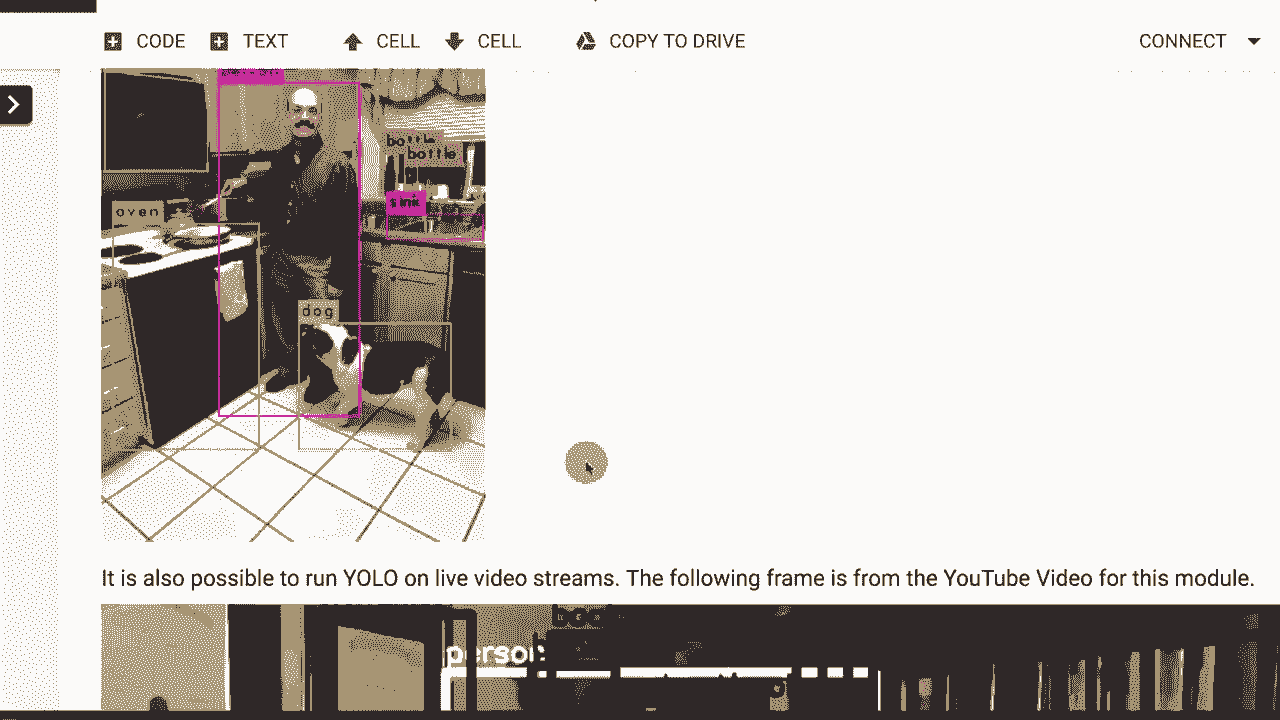 CODE TEXT CELL CELL COPY TO DRIVE CONNECT
bottle
bottle
sink
oven
dog
It is also possible to run YOLO on live video streams. The following frame is from the YouTube Video for this module.
person